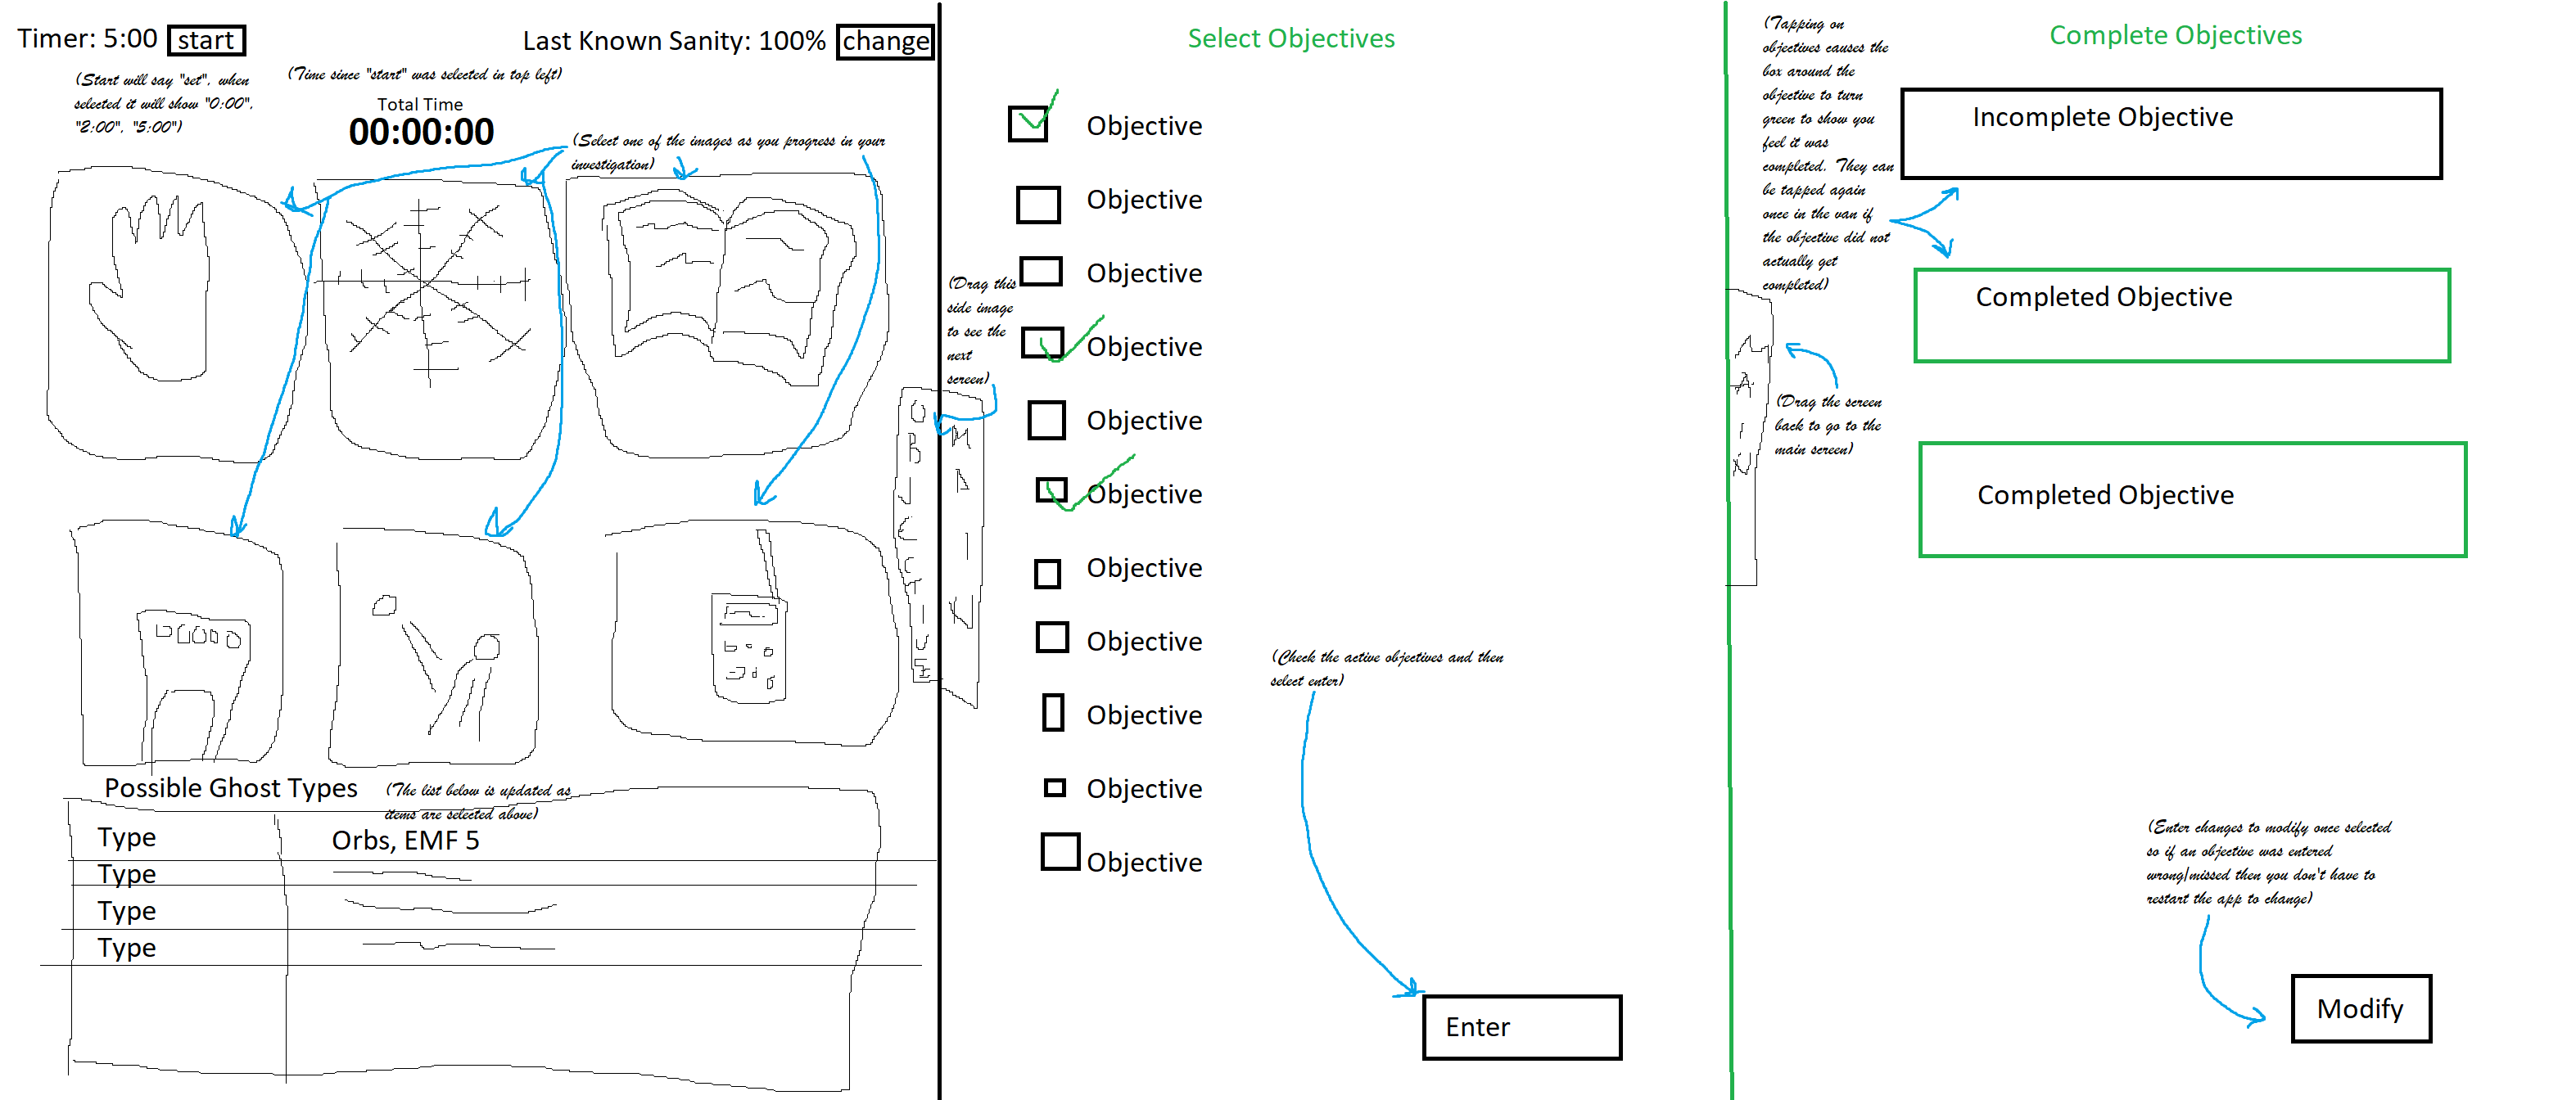 Timer: 5:00 start
Last Known Sanity: 100% change
(Start will say "set", when
selected it will show "0:00",
"2:00", "5:00")
(Time since "start" was selected in top left)
Total Time
00:00:00
(Select one of the images as you progress in your
investigation)
Possible Ghost Types
(The list below is updated as
items are selected above)
Type
Orbs, EMF 5
Type
Type
Type
OBJECTIVE
MAIN
(Drag this
side image
to see the
next
screen)
Select Objectives
Objective
Objective
Objective
Objective
Objective
Objective
Objective
Objective
Objective
Objective
Objective
(Check the active objectives and then
select enter)
Enter
(Tapping on
objectives causes the
box around the
objective to turn
green to show you
feel it was
completed. They can
be tapped again
once in the van if
the objective did not
actually get
completed)
(Drag the screen
back to go to the
main screen)
Complete Objectives
Incomplete Objective
Completed Objective
Completed Objective
(Enter changes to modify once selected
so if an objective was entered
wrong/missed then you don't have to
restart the app to change)
Modify